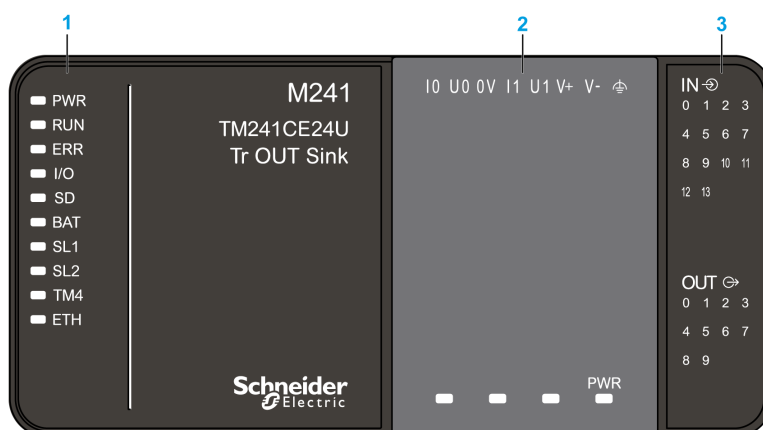 1
2
3
PWR
RUN
ERR
I/O
SD
BAT
SL1
SL2
TM4
ETH
M241
TM241CE24U
Tr OUT Sink
Schneider
Electric
I0 U0 0V I1 U1 V+ V-
PWR
IN
0 1 2 3
4 5 6 7
8 9 10 11
12 13
OUT
0 1 2 3
4 5 6 7
8 9